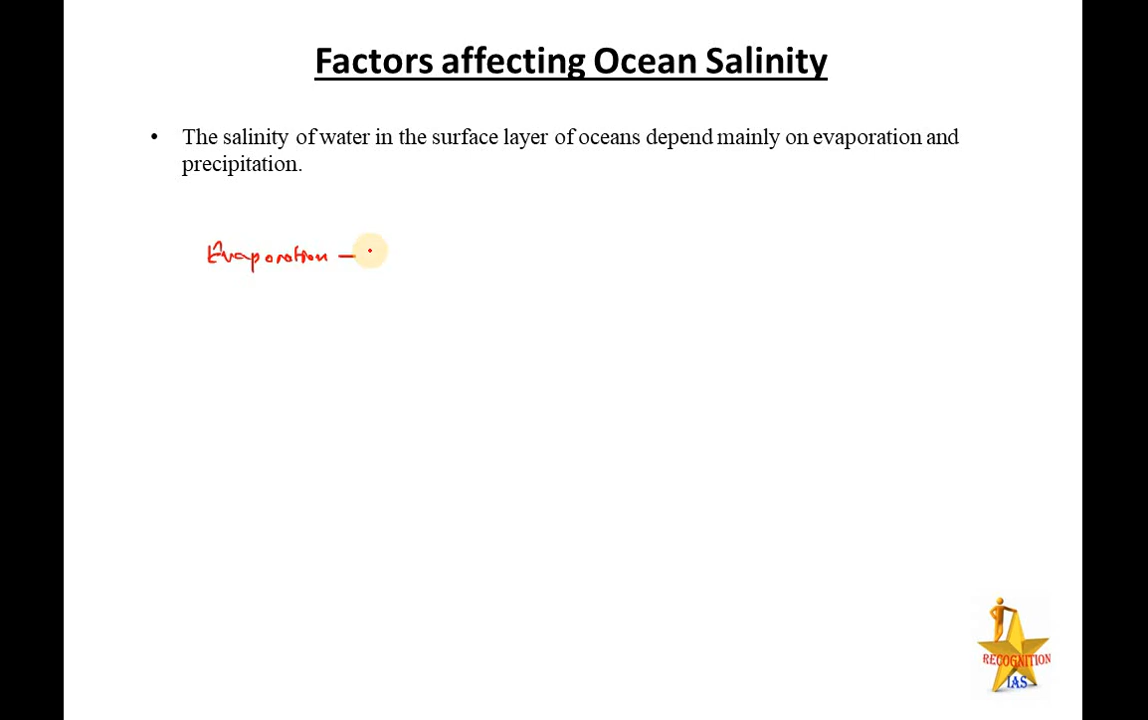 Factors affecting Ocean Salinity
• The salinity of water in the surface layer of oceans depend mainly on evaporation and
precipitation.
Evaporation –
RECOGNITION
IAS